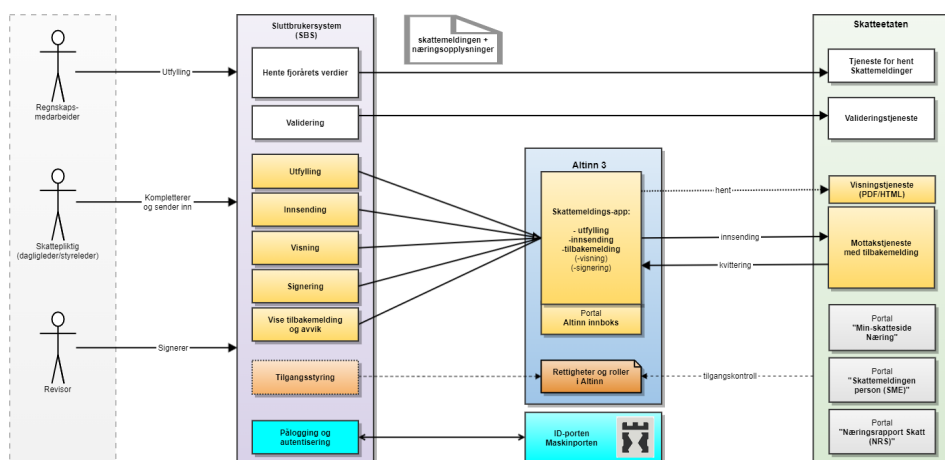 Sluttbrukersystem
(SBS)
skattemeldingen +
næringsopplysninger
Skatteetaten
Regnskaps-
medarbeider
Utfylling
Hente fjorårets verdier
Tjeneste for hent
Skattemeldinger
Validering
Valideringstjeneste
Altinn 3
Skattepliktig
(dagligleder/styreleder)
Kompletterer
og sender inn
Utfylling
Innsending
Visning
Signering
Vise tilbakemelding
og avvik
Skattemeldings-app:
- utfylling
-innsending
-tilbakemelding
(-visning)
(-signering)
Portal
Altinn innboks
hent
Visningstjeneste
(PDF/HTML)
innsending
kvittering
Mottakstjeneste
med tilbakemelding
Portal
"Min-skatteside
Næring"
Revisor
Signerer
Tilgangsstyring
Rettigheter og roller
i Altinn
tilgangskontroll
Portal
"Skattemeldingen
person (SME)"
Pålogging og
autentisering
ID-porten
Maskinporten
Portal
"Næringsrapport Skatt
(NRS)"